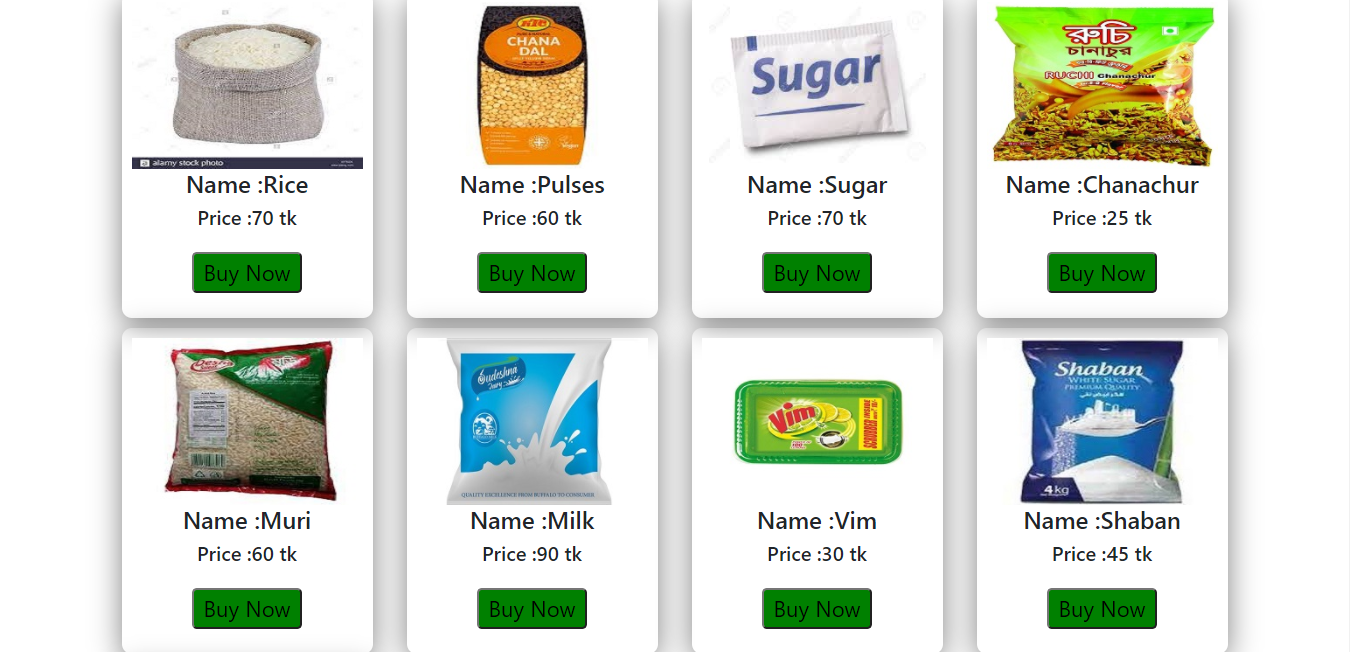 alamy stock photo
KTC
CHANA
DAL
Sugar
রুচি
চানাচুর
RUCHI Chanachur
Name :Rice
Name :Pulses
Name :Sugar
Name :Chanachur
Price :70 tk
Price :60 tk
Price :70 tk
Price :25 tk
Buy Now
Buy Now
Buy Now
Buy Now
Sudeshna
Vim
Shaban
WHITE SUGAR
PREMIUM QUALITY
4kg
QUALITY EXCELLENCE FROM BUFFALO TO CONSUMER
Name :Muri
Name :Milk
Name :Vim
Name :Shaban
Price :60 tk
Price :90 tk
Price :30 tk
Price :45 tk
Buy Now
Buy Now
Buy Now
Buy Now